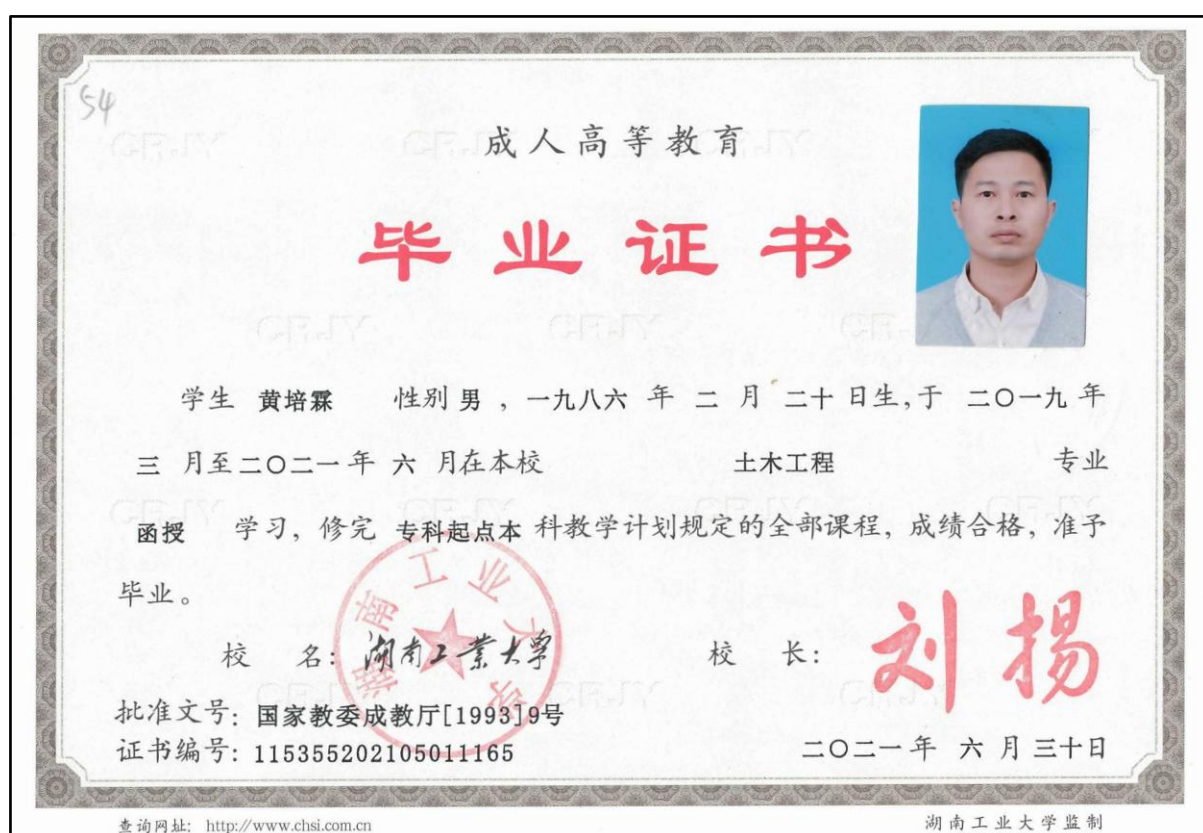 54
成人高等教育
毕业证书
学生 黄培霖 性别 男 ，一九八六 年 二 月 二十 日生，于 二〇一九 年
三 月至 二〇二一 年 六 月在本校 土木工程 专业
函授 学习，修完 专科起点本 科教学计划规定的全部课程，成绩合格，准予
毕业。
校 名：湖南工业大学 校 长：刘扬
湖南工业大学
批准文号：国家教委成教厅[1993]9号
证书编号：115355202105011165 二〇二一 年 六 月 三十 日
查询网址：http://www.chsi.com.cn 湖南工业大学监制